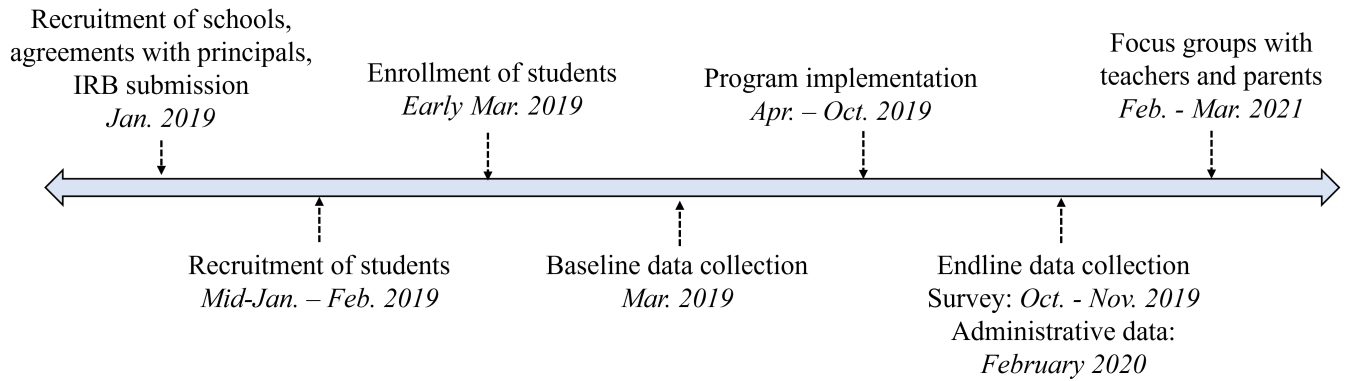 Recruitment of schools,
agreements with principals,
IRB submission
Jan. 2019
Recruitment of students
Mid-Jan. – Feb. 2019
Enrollment of students
Early Mar. 2019
Baseline data collection
Mar. 2019
Program implementation
Apr. – Oct. 2019
Endline data collection
Survey: Oct. - Nov. 2019
Administrative data:
February 2020
Focus groups with
teachers and parents
Feb. - Mar. 2021